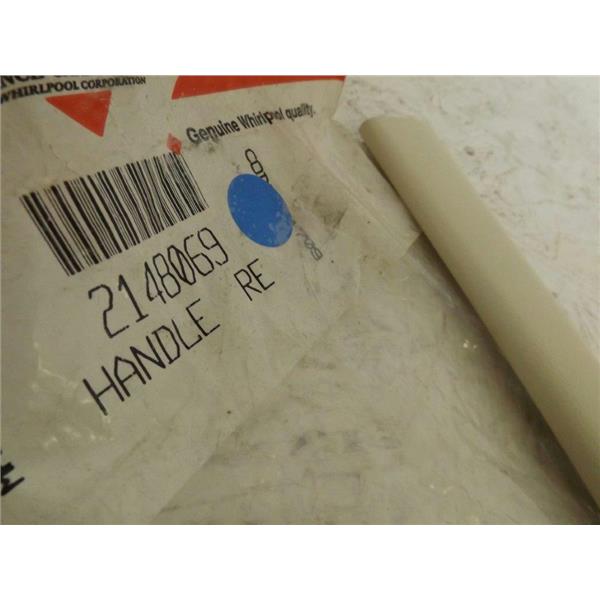 WHIRLPOOL CORPORATION
Genuine Whirlpool quality.
2148069
HANDLE RE